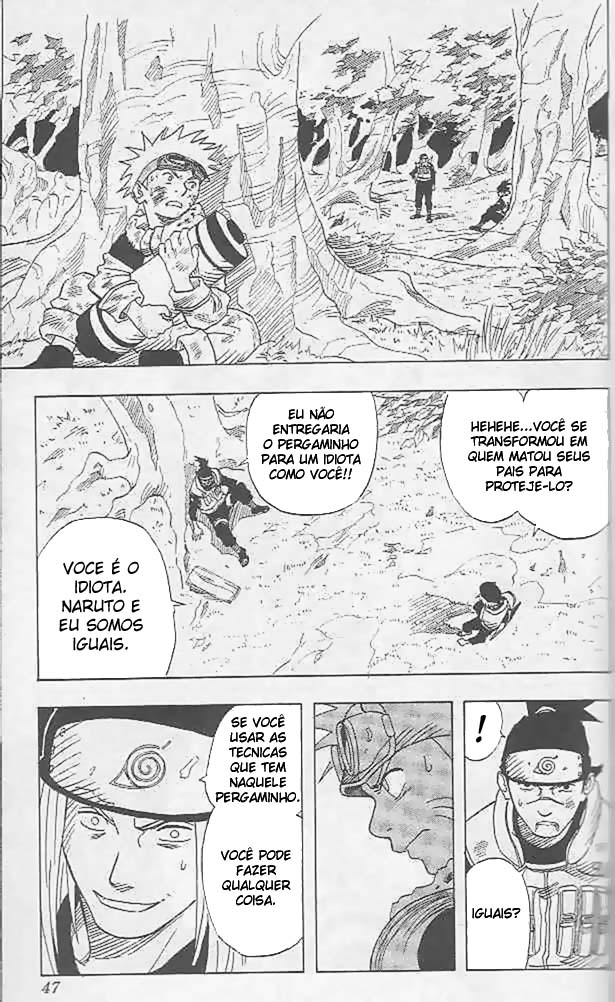 HEHEHE...VOCÊ SE
TRANSFORMOU EM
QUEM MATOU SEUS
PAIS PARA
PROTEJE-LO?
EU NÃO
ENTREGARIA
O PERGAMINHO
PARA UM IDIOTA
COMO VOCÊ!!
VOCE É O
IDIOTA.
NARUTO E
EU SOMOS
IGUAIS.
!
IGUAIS?
SE VOCÊ
USAR AS
TECNICAS
QUE TEM
NAQUELE
PERGAMINHO.
VOCÊ PODE
FAZER
QUALQUER
COISA.
47